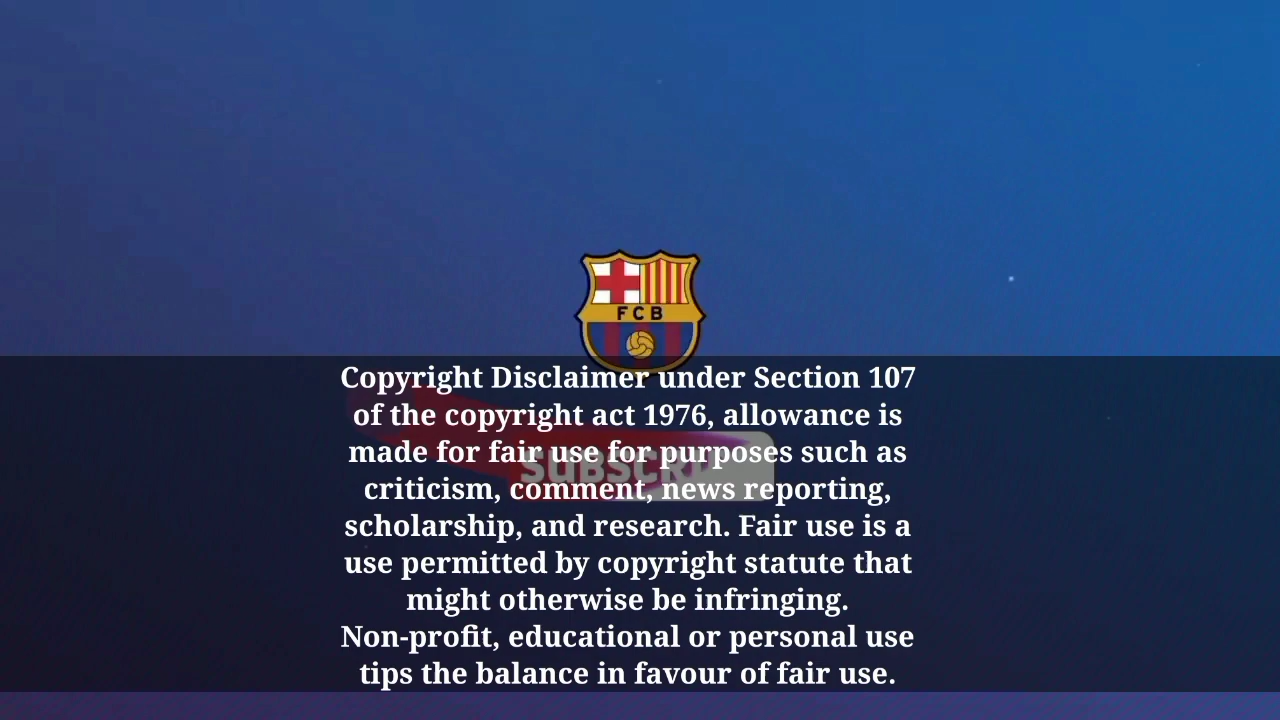 FCB
Copyright Disclaimer under Section 107
of the copyright act 1976, allowance is
made for fair use for purposes such as
SUBSCRI
criticism, comment, news reporting,
scholarship, and research. Fair use is a
use permitted by copyright statute that
might otherwise be infringing.
Non-profit, educational or personal use
tips the balance in favour of fair use.